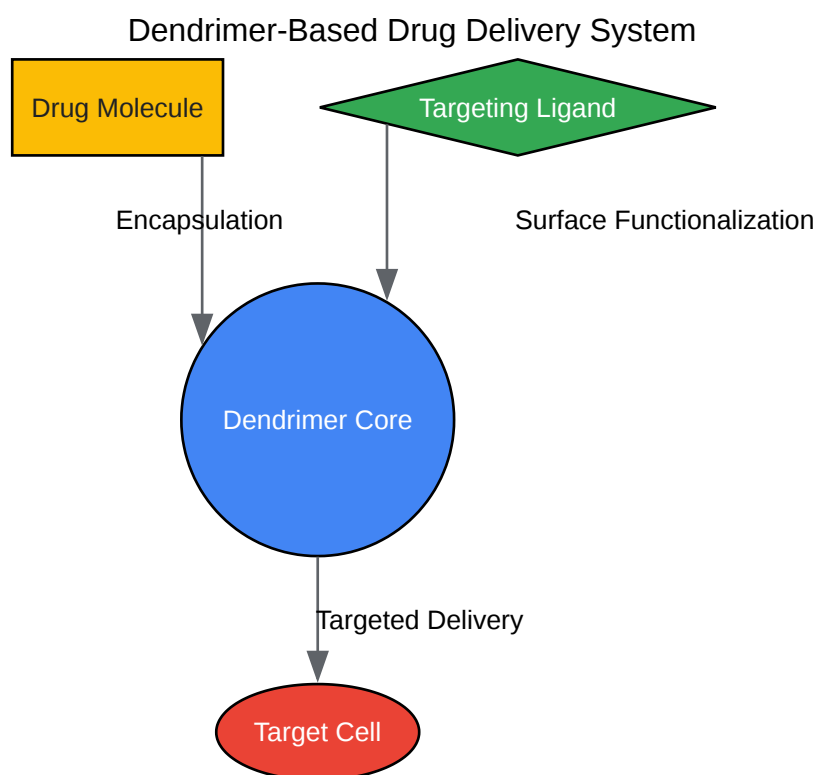 Dendrimer-Based Drug Delivery System
Drug Molecule
Targeting Ligand
Encapsulation
Surface Functionalization
Dendrimer Core
Targeted Delivery
Target Cell